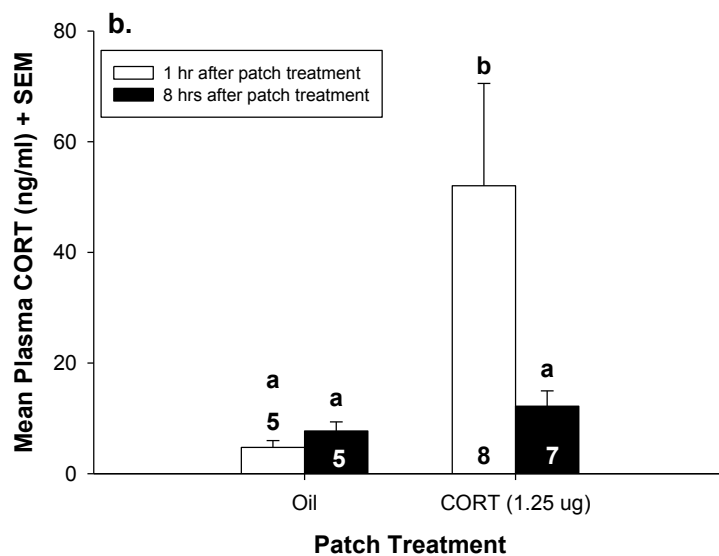 b.
80
60
40
20
0
Mean Plasma CORT (ng/ml) + SEM
1 hr after patch treatment
8 hrs after patch treatment
a
5
a
5
b
8
a
7
Oil
CORT (1.25 ug)
Patch Treatment